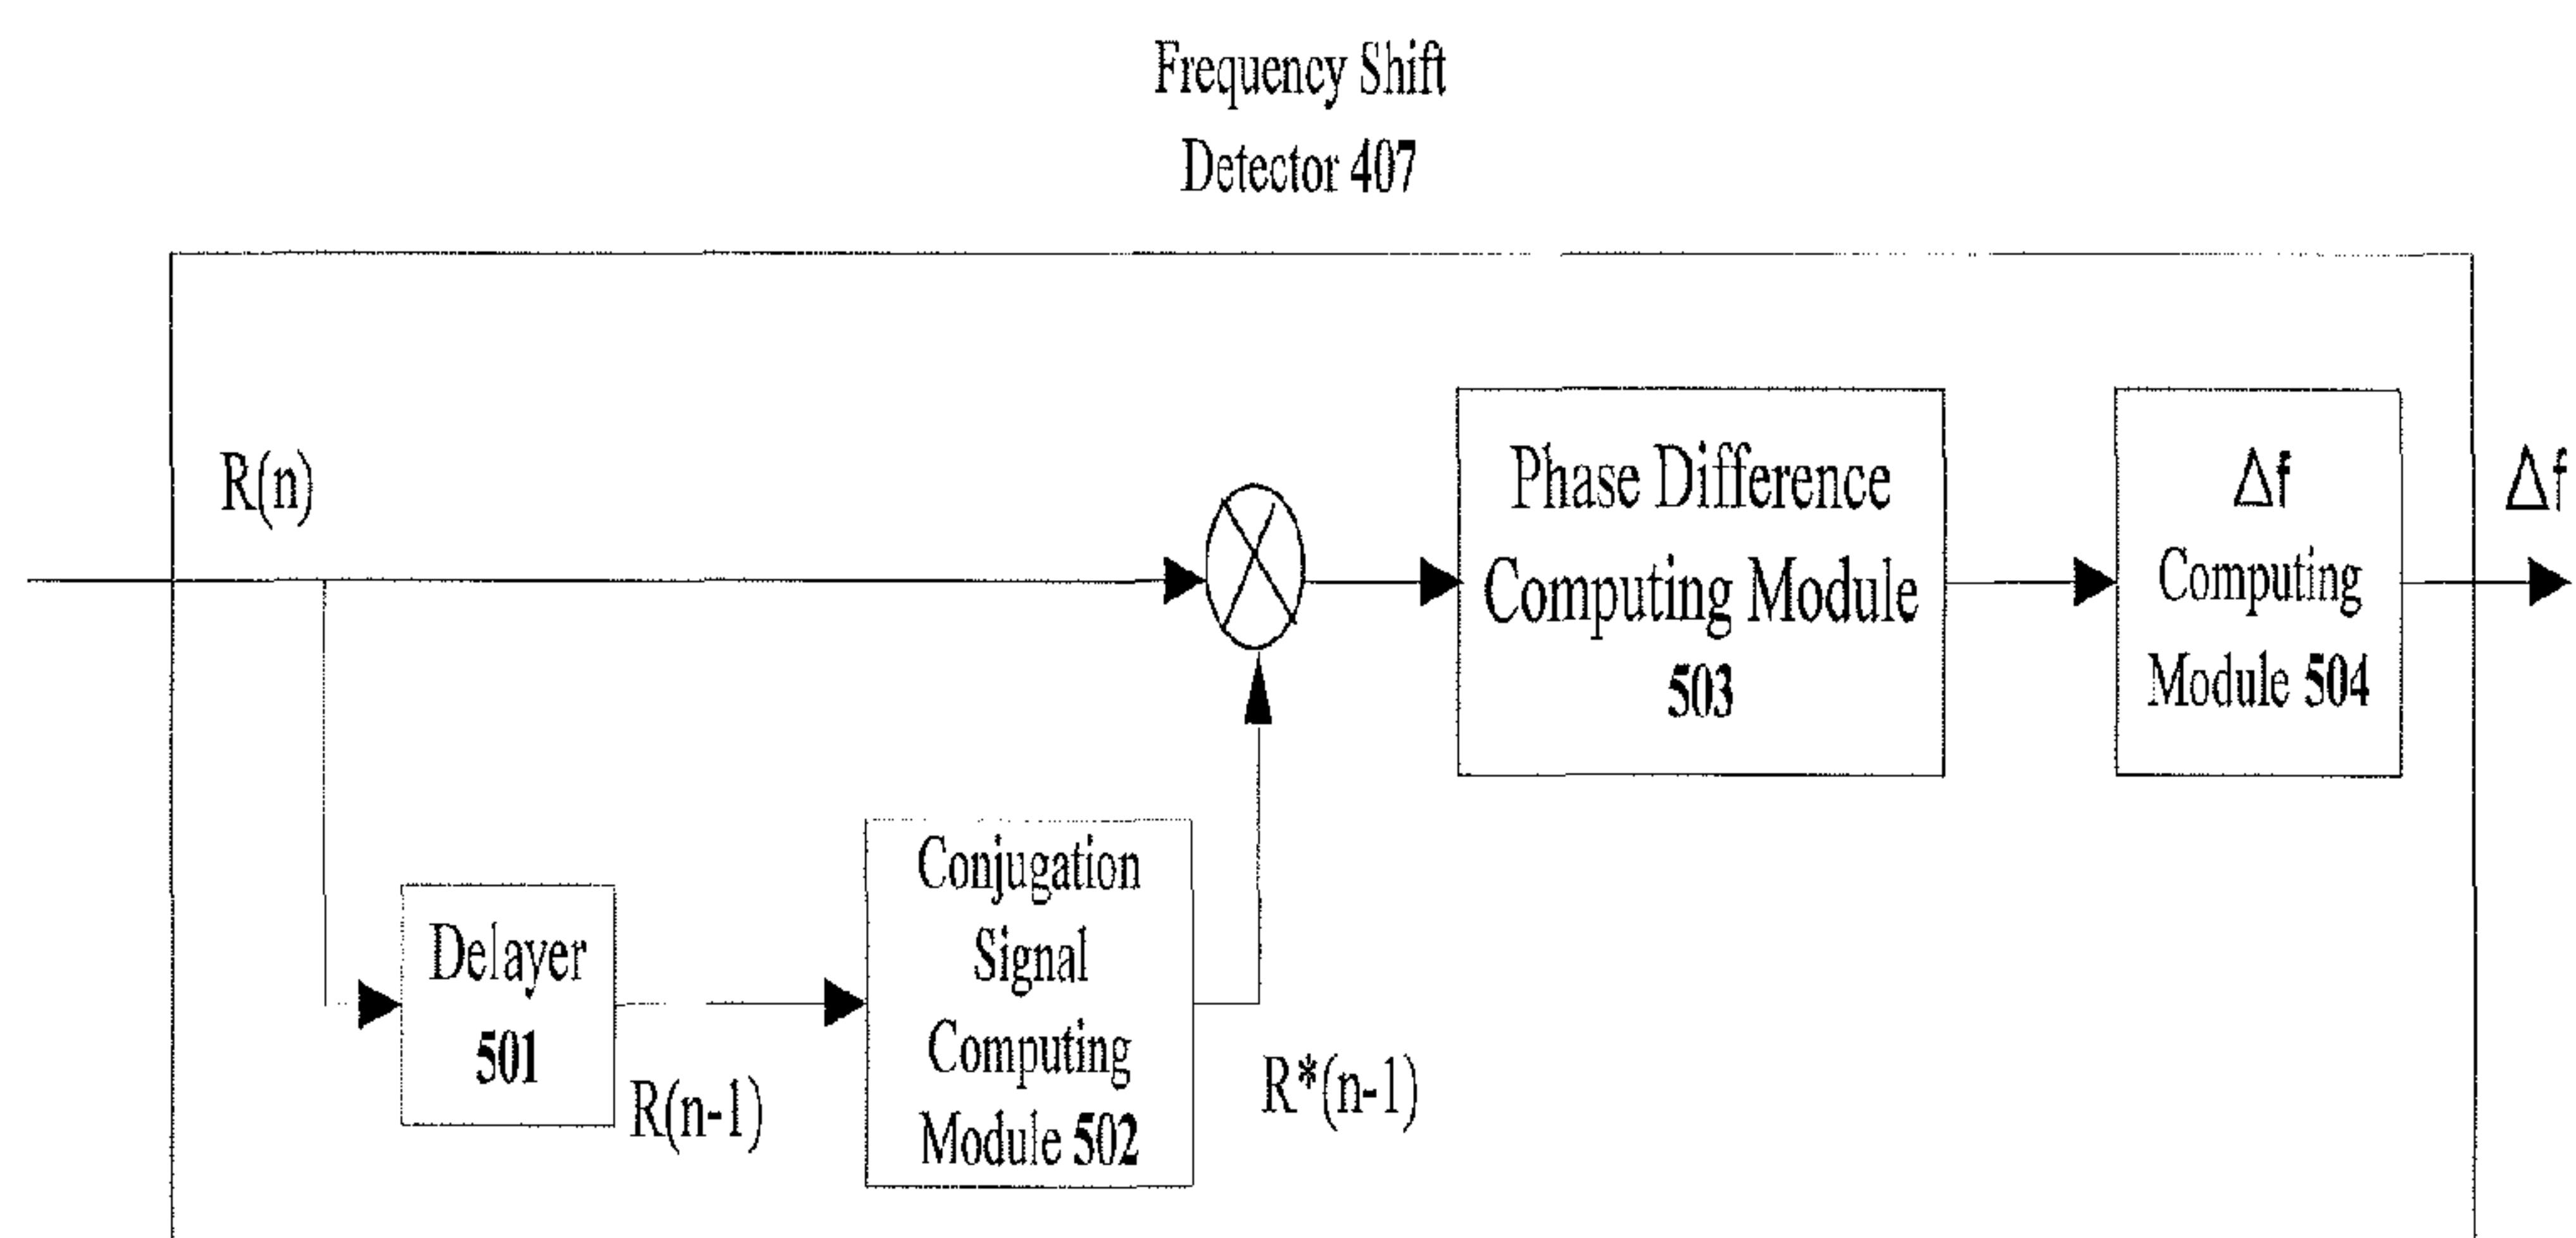 Frequency Shift
Detector 407
R(n)
Phase Difference
Computing Module
503
Δf
Computing
Module 504
Δf
Delayer
501
R(n-1)
Conjugation
Signal
Computing
Module 502
R*(n-1)